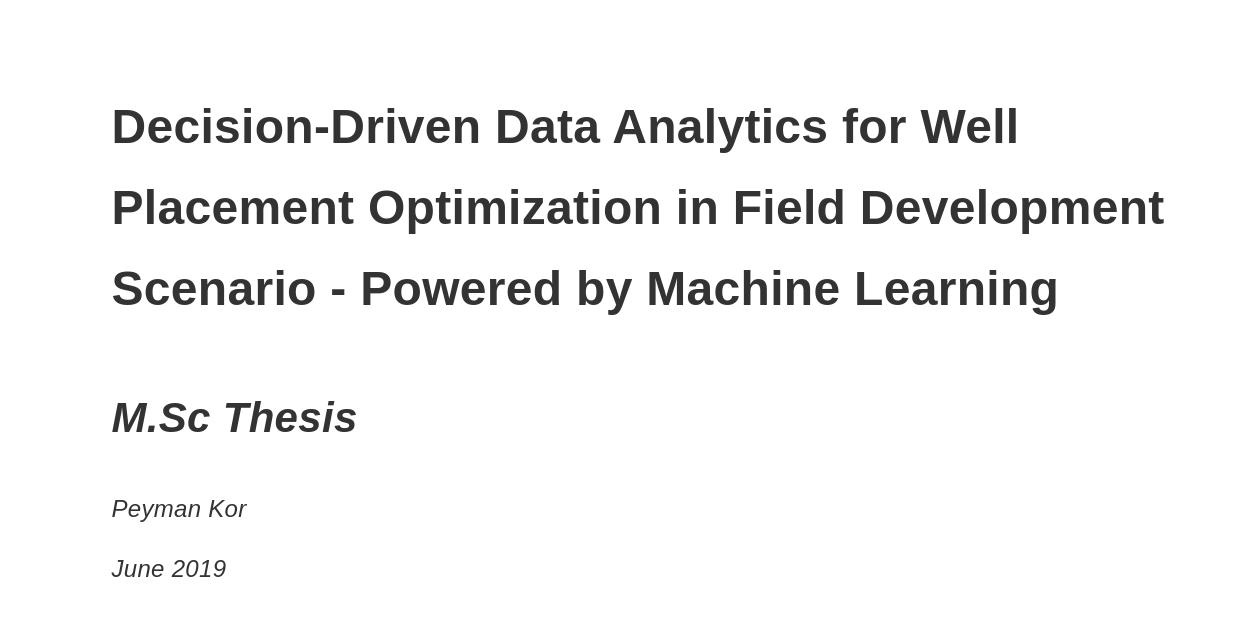 Decision-Driven Data Analytics for Well
Placement Optimization in Field Development
Scenario - Powered by Machine Learning
M.Sc Thesis
Peyman Kor
June 2019